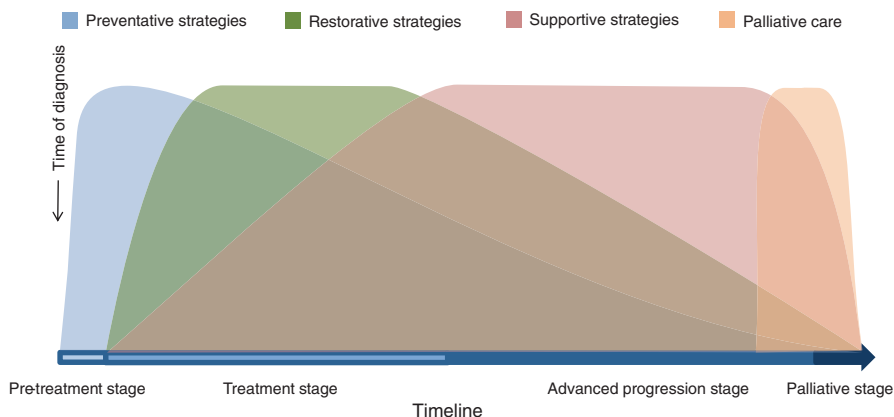 Preventative strategies
Restorative strategies
Supportive strategies
Palliative care
Time of diagnosis
Pre-treatment stage
Treatment stage
Advanced progression stage
Palliative stage
Timeline